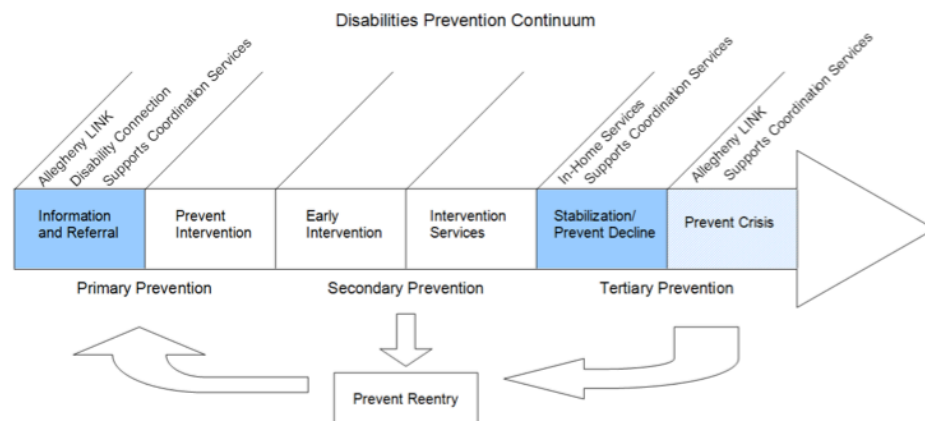 Disabilities Prevention Continuum
Allegheny LINK
Disability Connection
Supports Coordination Services
In-Home Services
Supports Coordination Services
Allegheny LINK
Supports Coordination Services
Information
and Referral
Prevent
Intervention
Early
Intervention
Intervention
Services
Stabilization/
Prevent Decline
Prevent Crisis
Primary Prevention
Secondary Prevention
Tertiary Prevention
Prevent Reentry